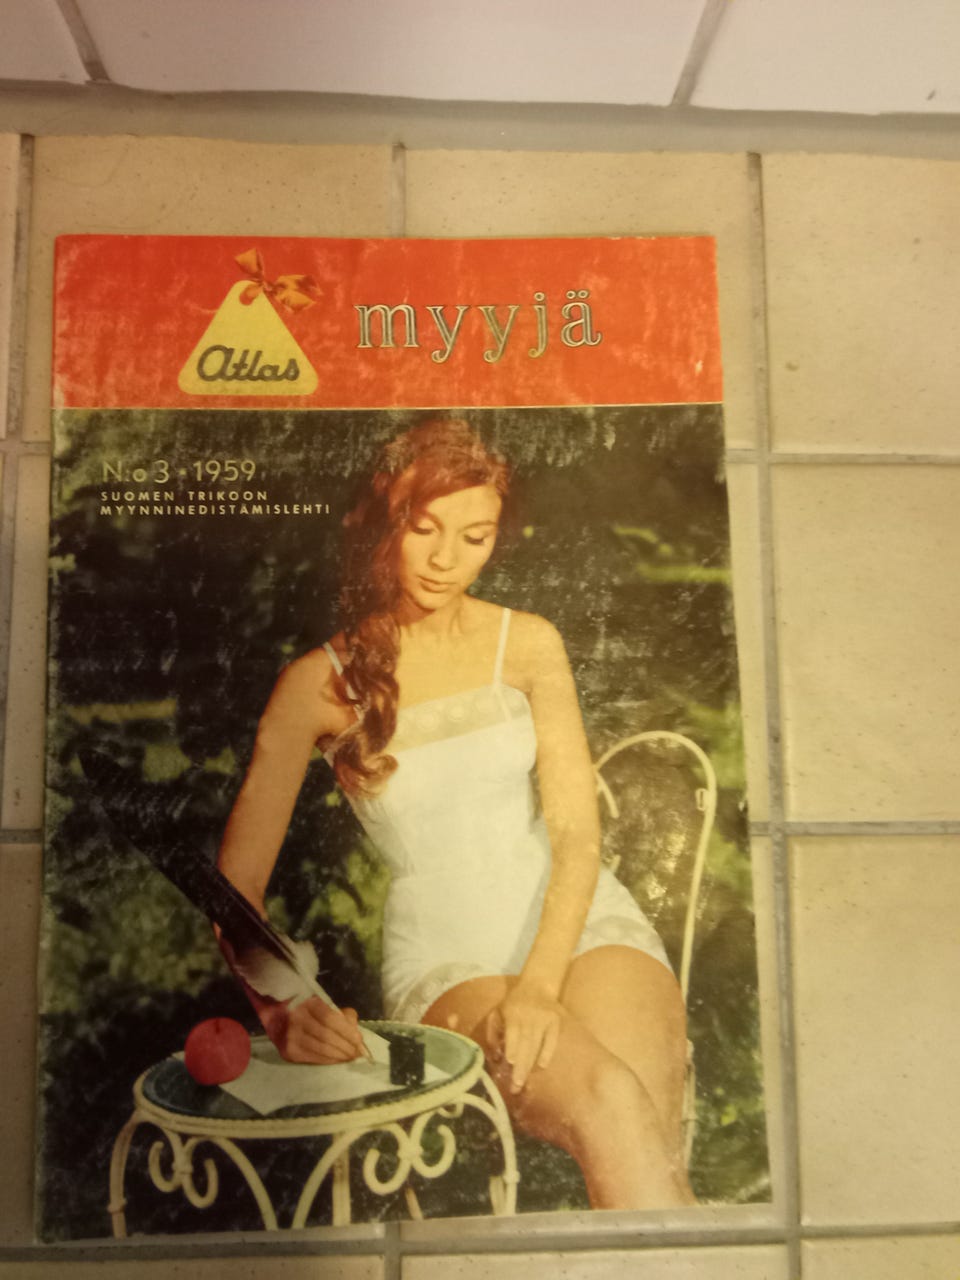 Atlas
myyjä
N:o 3 • 1959
SUOMEN TRIKOON
MYYNNINEDISTÄMISLEHTI